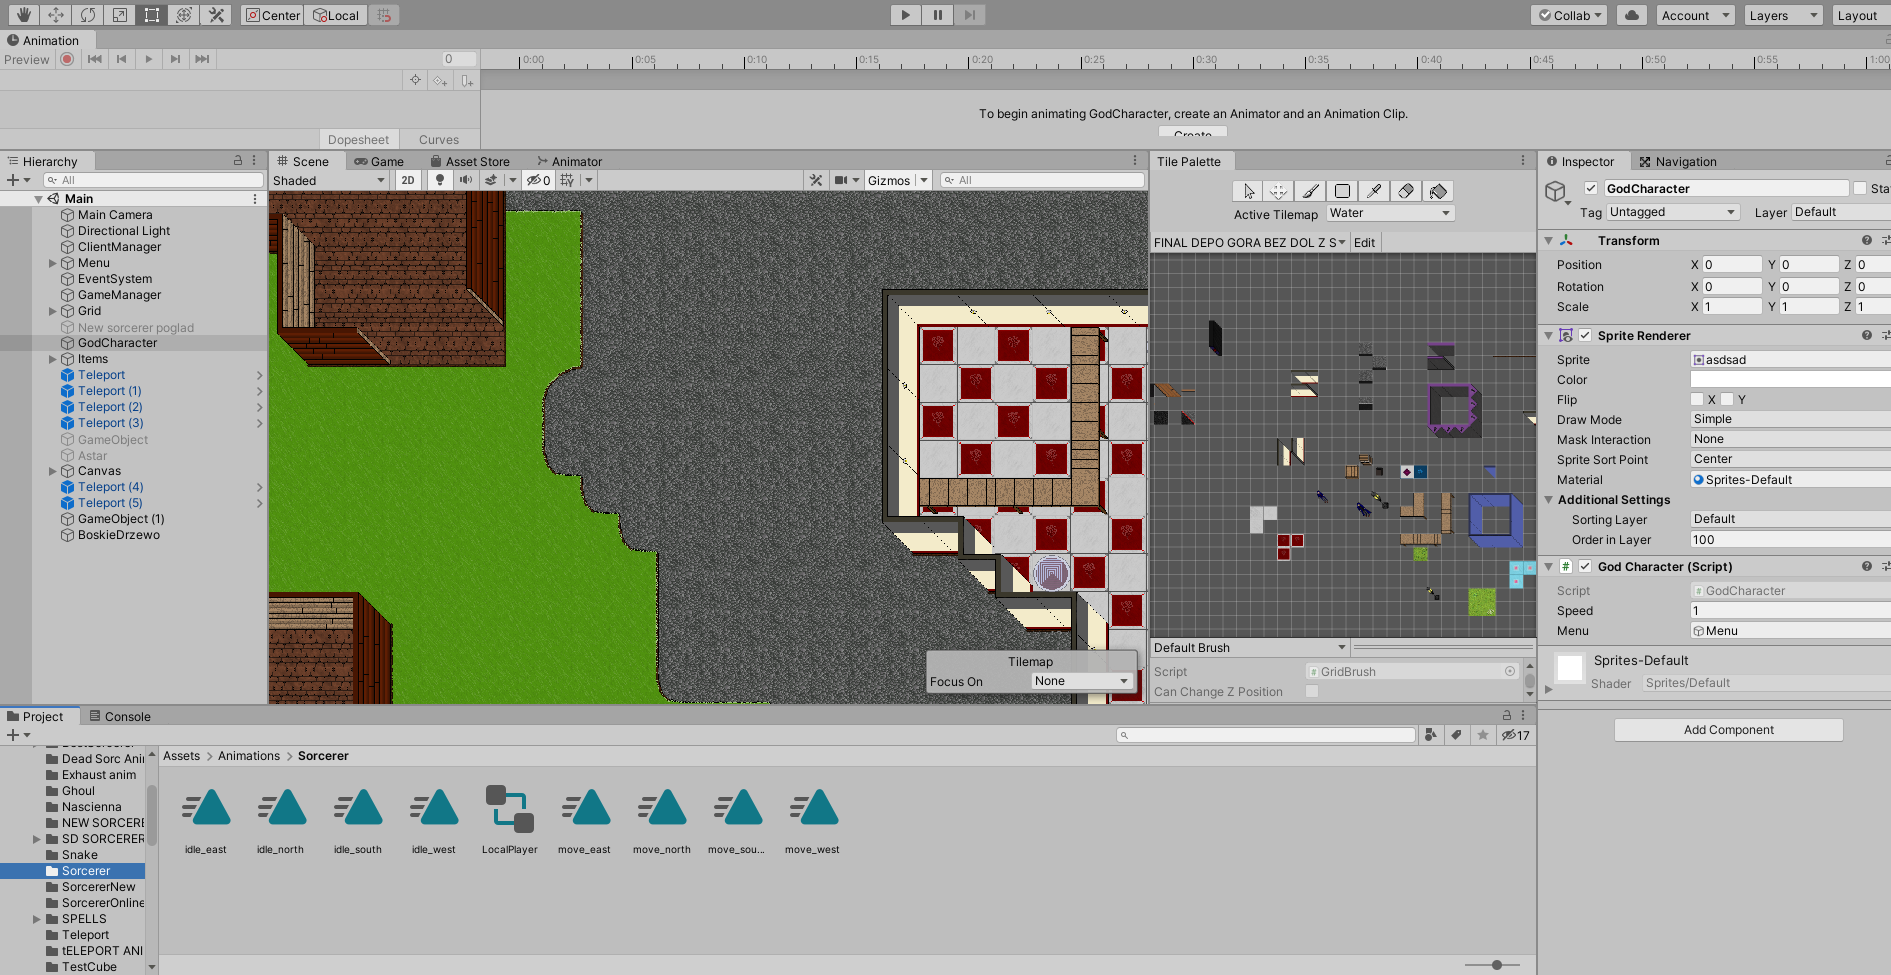 Center
Local
Collab
Account
Layers
Layout
Animation
Preview
0
0:00
0:05
0:10
0:15
0:20
0:25
0:30
0:35
0:40
0:45
0:50
0:55
1:00
To begin animating GodCharacter, create an Animator and an Animation Clip.
Create
Dopesheet
Curves
Hierarchy
All
Main
Main Camera
Directional Light
ClientManager
Menu
EventSystem
GameManager
Grid
New sorcerer poglad
GodCharacter
Items
Teleport
Teleport (1)
Teleport (2)
Teleport (3)
GameObject
Astar
Canvas
Teleport (4)
Teleport (5)
GameObject (1)
BoskieDrzewo
Scene
Game
Asset Store
Animator
Shaded
2D
0
Gizmos
All
Tilemap
Focus On
None
Tile Palette
Active Tilemap
Water
FINAL DEPO GORA BEZ DOL Z S
Edit
Default Brush
Script
GridBrush
Can Change Z Position
Inspector
Navigation
GodCharacter
Sta
Tag
Untagged
Layer
Default
Transform
Position
X 0
Y 0
Z 0
Rotation
X 0
Y 0
Z 0
Scale
X 1
Y 1
Z 1
Sprite Renderer
Sprite
asdsad
Color
Flip
X
Y
Draw Mode
Simple
Mask Interaction
None
Sprite Sort Point
Center
Material
Sprites-Default
Additional Settings
Sorting Layer
Default
Order in Layer
100
God Character (Script)
Script
GodCharacter
Speed
1
Menu
Menu
Sprites-Default
Shader
Sprites/Default
Add Component
Project
Console
17
Dead Sorc Ani
Exhaust anim
Ghoul
Nascienna
NEW SORCERE
SD SORCERER
Snake
Sorcerer
SorcererNew
SorcererOnline
SPELLS
Teleport
tELEPORT ANI
TestCube
Assets > Animations > Sorcerer
idle_east
idle_north
idle_south
idle_west
LocalPlayer
move_east
move_north
move_sou...
move_west